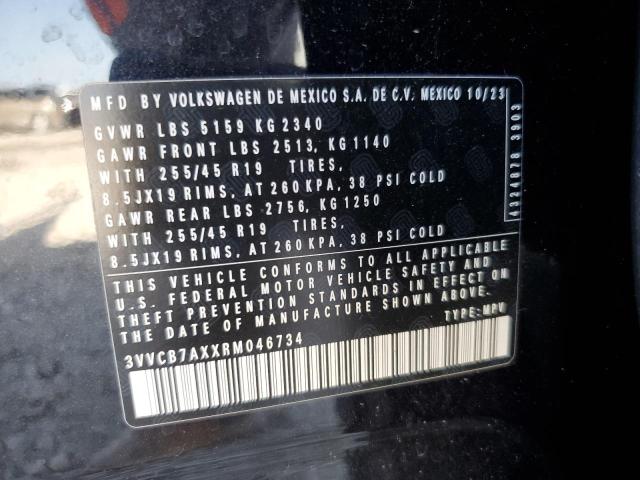 MFD BY VOLKSWAGEN DE MEXICO S.A. DE C.V. MEXICO 10/23
GVWR LBS 5159 KG 2340
GAWR FRONT LBS 2513, KG 1140
WITH 255/45 R19 TIRES,
8.5JX19 RIMS, AT 260 KPA, 38 PSI COLD
GAWR REAR LBS 2756, KG 1250
WITH 255/45 R19 TIRES,
8.5JX19 RIMS, AT 260 KPA, 38 PSI COLD
THIS VEHICLE CONFORMS TO ALL APPLICABLE
U.S. FEDERAL MOTOR VEHICLE SAFETY AND
THEFT PREVENTION STANDARDS IN EFFECT ON
THE DATE OF MANUFACTURE SHOWN ABOVE.
TYPE: MPV
3VVCB7AXXRM046734
4324878 3903